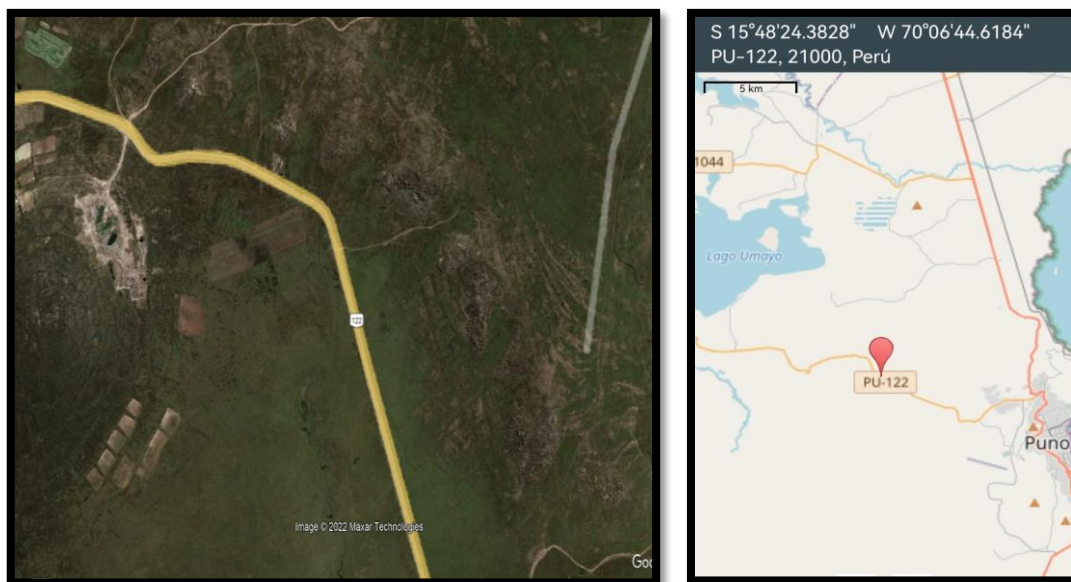 122
Image © 2022 Maxar Technologies
Goo
S 15°48'24.3828" W 70°06'44.6184"
PU-122, 21000, Perú
5 km
1044
Lago Umayo
PU-122
Puno